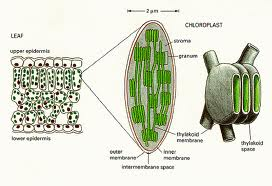 2 μm
CHLOROPLAST
LEAF
upper epidermis
stroma
granum
lower epidermis
outer
membrane
inner
membrane
intermembrane space
thylakoid
membrane
thylakoid
space